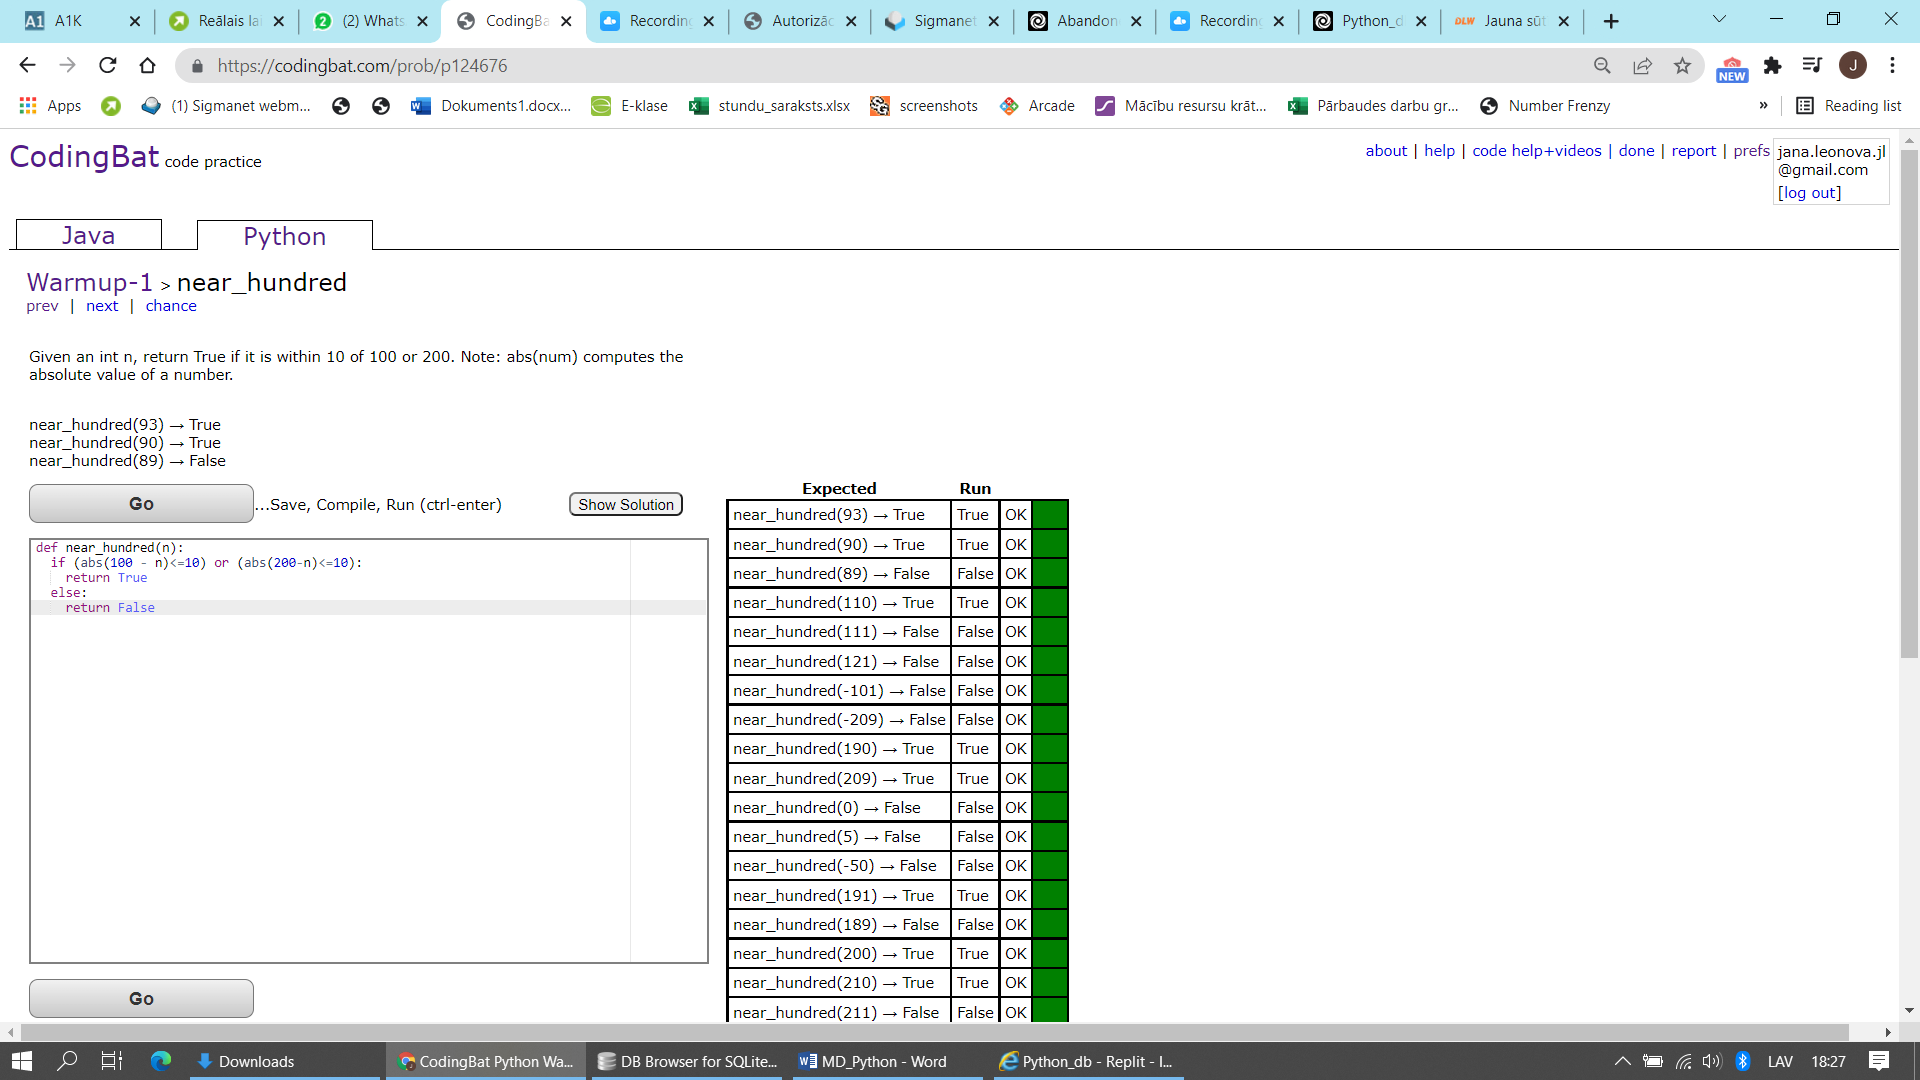 A1K
Reālais lai
(2) Whats
CodingBa
Recording
Autorizāc
Sigmanet
Abandon
Recording
Python_d
DLW Jauna sūt
https://codingbat.com/prob/p124676
NEW
J
Apps
(1) Sigmanet webm...
Dokuments1.docx...
E-klase
stundu_saraksts.xlsx
screenshots
Arcade
Mācību resursu krāt...
Pārbaudes darbu gr...
Number Frenzy
»
Reading list
CodingBat code practice
about | help | code help+videos | done | report | prefs
jana.leonova.jl
@gmail.com
[log out]
Java
Python
Warmup-1 > near_hundred
prev | next | chance
Given an int n, return True if it is within 10 of 100 or 200. Note: abs(num) computes the
absolute value of a number.
near_hundred(93) → True
near_hundred(90) → True
near_hundred(89) → False
Go
...Save, Compile, Run (ctrl-enter)
Show Solution
def near_hundred(n):
  if (abs(100 - n)<=10) or (abs(200-n)<=10):
    return True
  else:
    return False
Go
Expected Run
near_hundred(93) → True True OK
near_hundred(90) → True True OK
near_hundred(89) → False False OK
near_hundred(110) → True True OK
near_hundred(111) → False False OK
near_hundred(121) → False False OK
near_hundred(-101) → False False OK
near_hundred(-209) → False False OK
near_hundred(190) → True True OK
near_hundred(209) → True True OK
near_hundred(0) → False False OK
near_hundred(5) → False False OK
near_hundred(-50) → False False OK
near_hundred(191) → True True OK
near_hundred(189) → False False OK
near_hundred(200) → True True OK
near_hundred(210) → True True OK
near_hundred(211) → False False OK
Downloads
CodingBat Python Wa...
DB Browser for SQLite...
MD_Python - Word
Python_db - Replit - I...
LAV
18:27